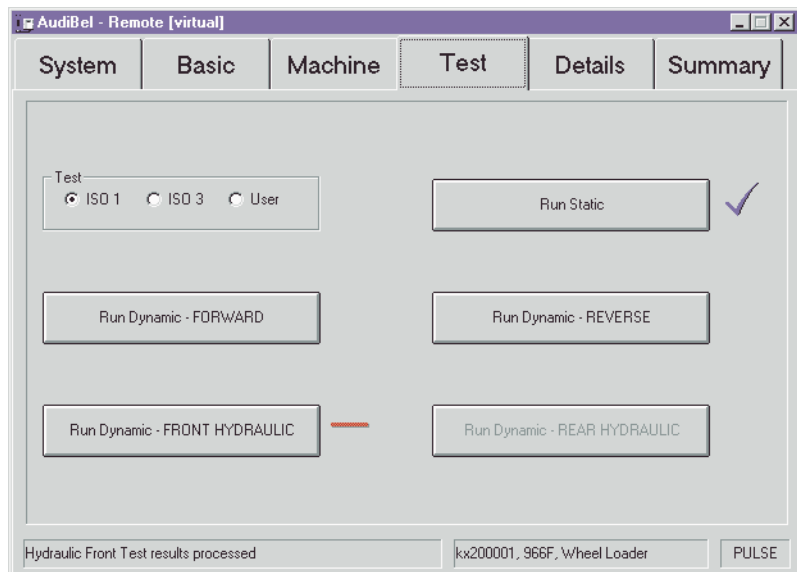 AudiBel - Remote [virtual]
System Basic Machine Test Details Summary
Test
ISO 1 ISO 3 User
Run Static
Run Dynamic - FORWARD
Run Dynamic - REVERSE
Run Dynamic - FRONT HYDRAULIC
Run Dynamic - REAR HYDRAULIC
Hydraulic Front Test results processed
kx200001, 966F, Wheel Loader
PULSE